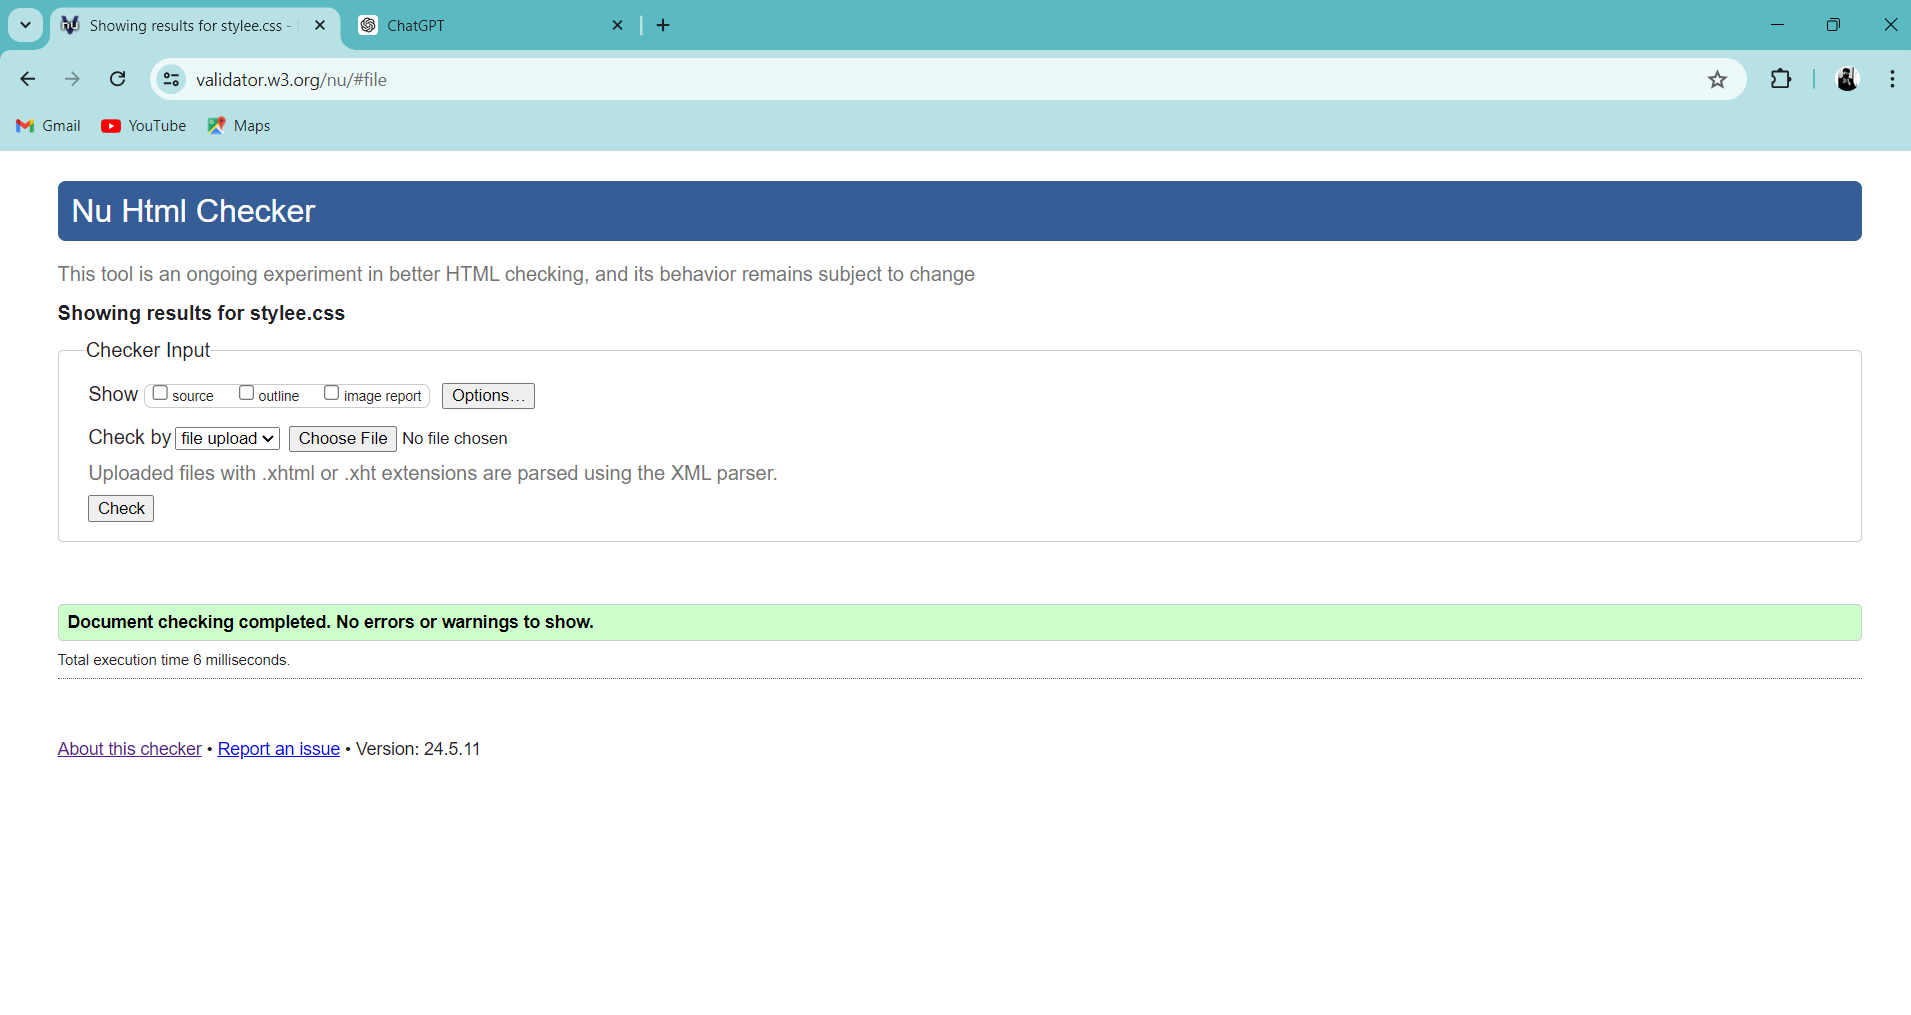 Showing results for stylee.css -
ChatGPT
validator.w3.org/nu/#file
Gmail YouTube Maps
Nu Html Checker
This tool is an ongoing experiment in better HTML checking, and its behavior remains subject to change
Showing results for stylee.css
Checker Input
Show source outline image report Options...
Check by file upload Choose File No file chosen
Uploaded files with .xhtml or .xht extensions are parsed using the XML parser.
Check
Document checking completed. No errors or warnings to show.
Total execution time 6 milliseconds.
About this checker • Report an issue • Version: 24.5.11